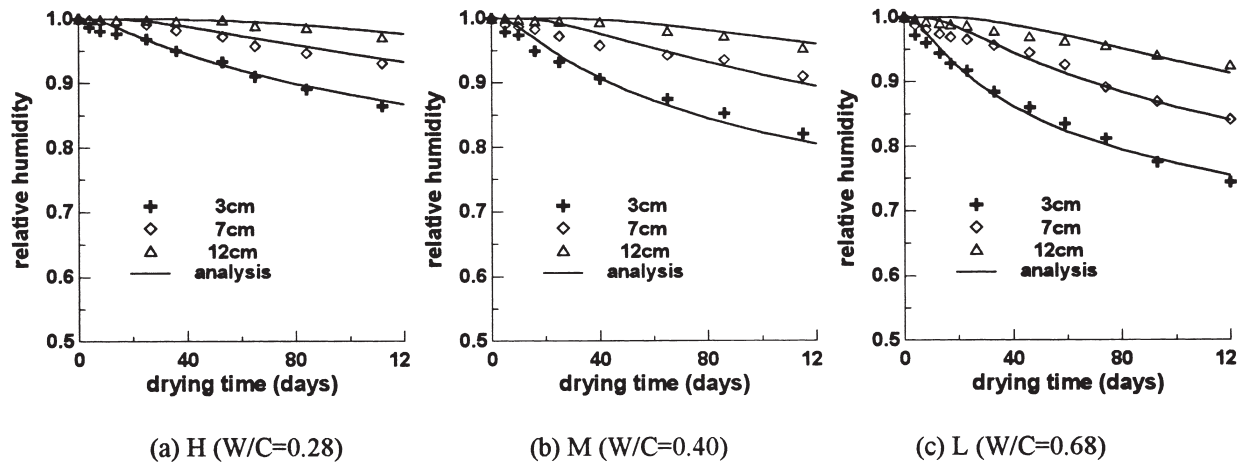 1.0
0.9
0.8
0.7
0.6
0.5
relative humidity
3cm
7cm
12cm
analysis
0 40 80 12
drying time (days)
(a) H (W/C=0.28)
1.0
0.9
0.8
0.7
0.6
0.5
relative humidity
3cm
7cm
12cm
analysis
0 40 80 12
drying time (days)
(b) M (W/C=0.40)
1.0
0.9
0.8
0.7
0.6
0.5
relative humidity
3cm
7cm
12cm
analysis
0 40 80 12
drying time (days)
(c) L (W/C=0.68)